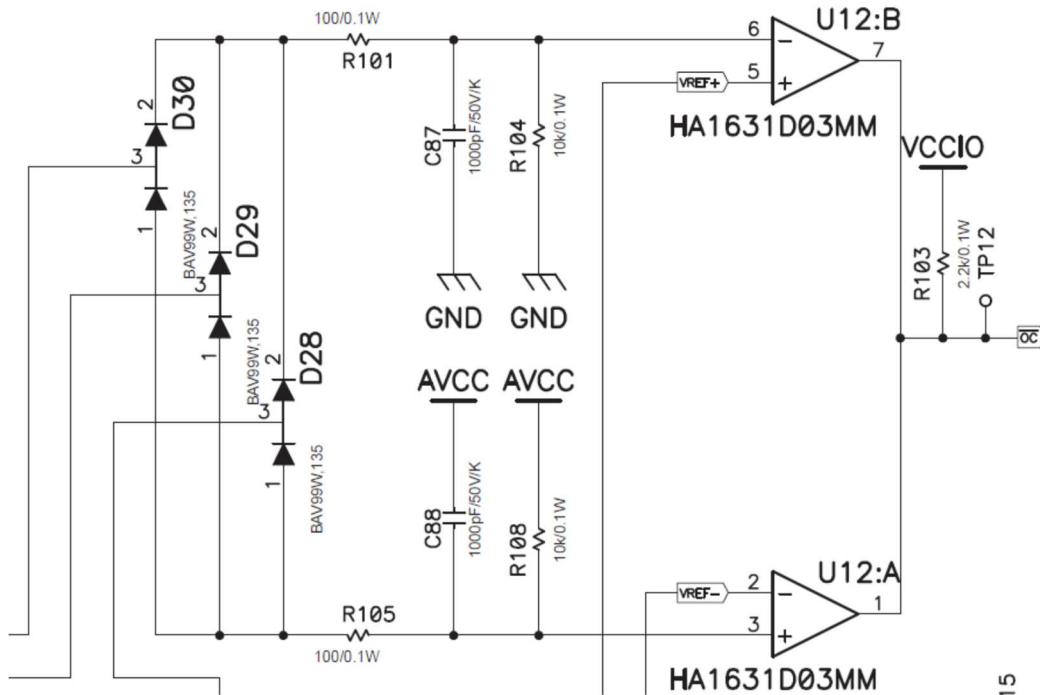 100/0.1W
R101
U12:B
6
-
7
VREF+
5
+
HA1631D03MM
2
D30
3
1
BAV99W,135
C87
1000pF/50V/K
R104
10k/0.1W
VCCIO
2
D29
3
1
BAV99W,135
R103
2.2k/0.1W
TP12
GND
GND
OC
2
D28
3
1
BAV99W,135
AVCC
AVCC
C88
1000pF/50V/K
R108
10k/0.1W
U12:A
VREF-
2
-
1
R105
100/0.1W
3
+
HA1631D03MM
15